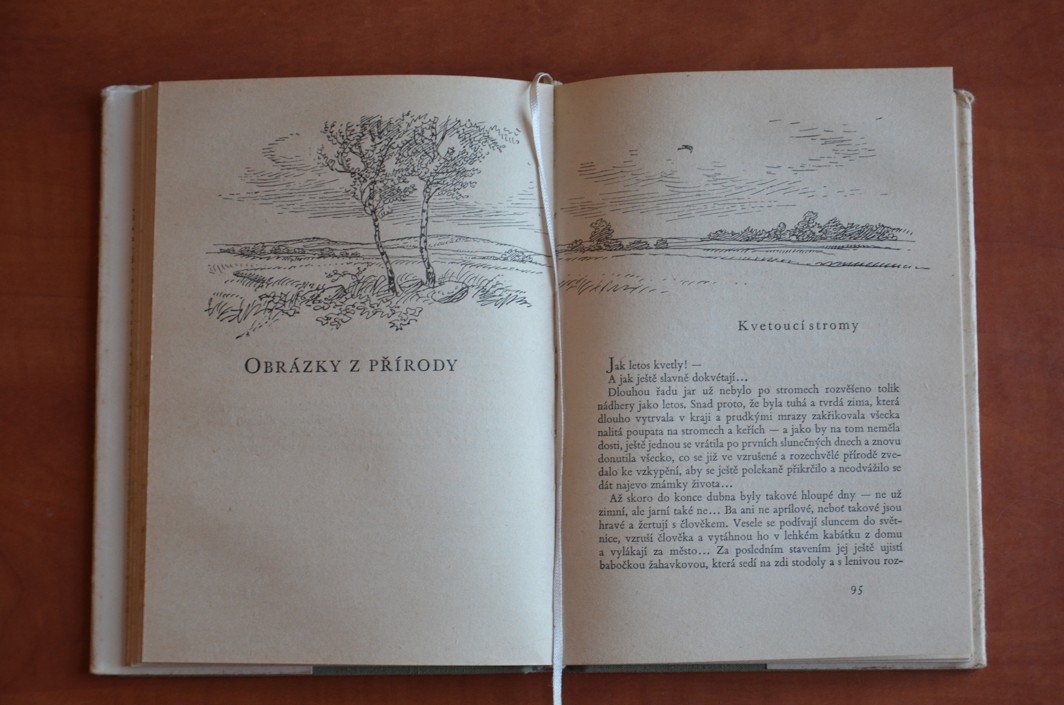 OBRÁZKY Z PŘÍRODY
Kvetoucí stromy
Jak letos kvetly! —
A jak ještě slavně dokvétají...
Dlouhou řadu jar už nebylo po stromech rozvěšeno tolik
nádhery jako letos. Snad proto, že byla tuhá a tvrdá zima, která
dlouho vytrvala v kraji a prudkými mrazy zakřikovala všecka
nalitá poupata na stromech a keřích — a jako by na tom neměla
dosti, ještě jednou se vrátila po prvních slunečných dnech a znovu
donutila všecko, co se již ve vzrušené a rozechvělé přírodě zve-
dalo ke vzkypění, aby se ještě polekaně přikrčilo a neodvážilo se
dát najevo známky života...
Až skoro do konce dubna byly takové hloupé dny — ne už
zimní, ale jarní také ne... Ba ani ne aprílové, neboť takové jsou
hravé a žertují s člověkem. Vesele se podívají sluncem do svět-
nice, vzruší člověka a vytáhnou ho v lehkém kabátku z domu
a vylákají za město... Za posledním stavením jej ještě ujistí
babočkou žahavkovou, která sedí na zdi stodoly a s lenivou roz-
95